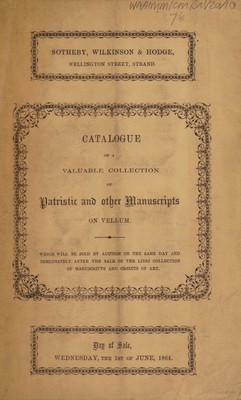 SOTHEBY, WILKINSON & HODGE,
WELLINGTON STREET, STRAND.
CATALOGUE
OF A
VALUABLE COLLECTION
OF
Patristic and other Manuscripts
ON VELLUM.
WHICH WILL BE SOLD BY AUCTION ON THE SAME DAY AND
IMMEDIATELY AFTER THE SALE OF THE LIBRI COLLECTION
OF MANUSCRIPTS AND OBJECTS OF ART.
Day of Sale,
WEDNESDAY, THE 1ST OF JUNE, 1864.